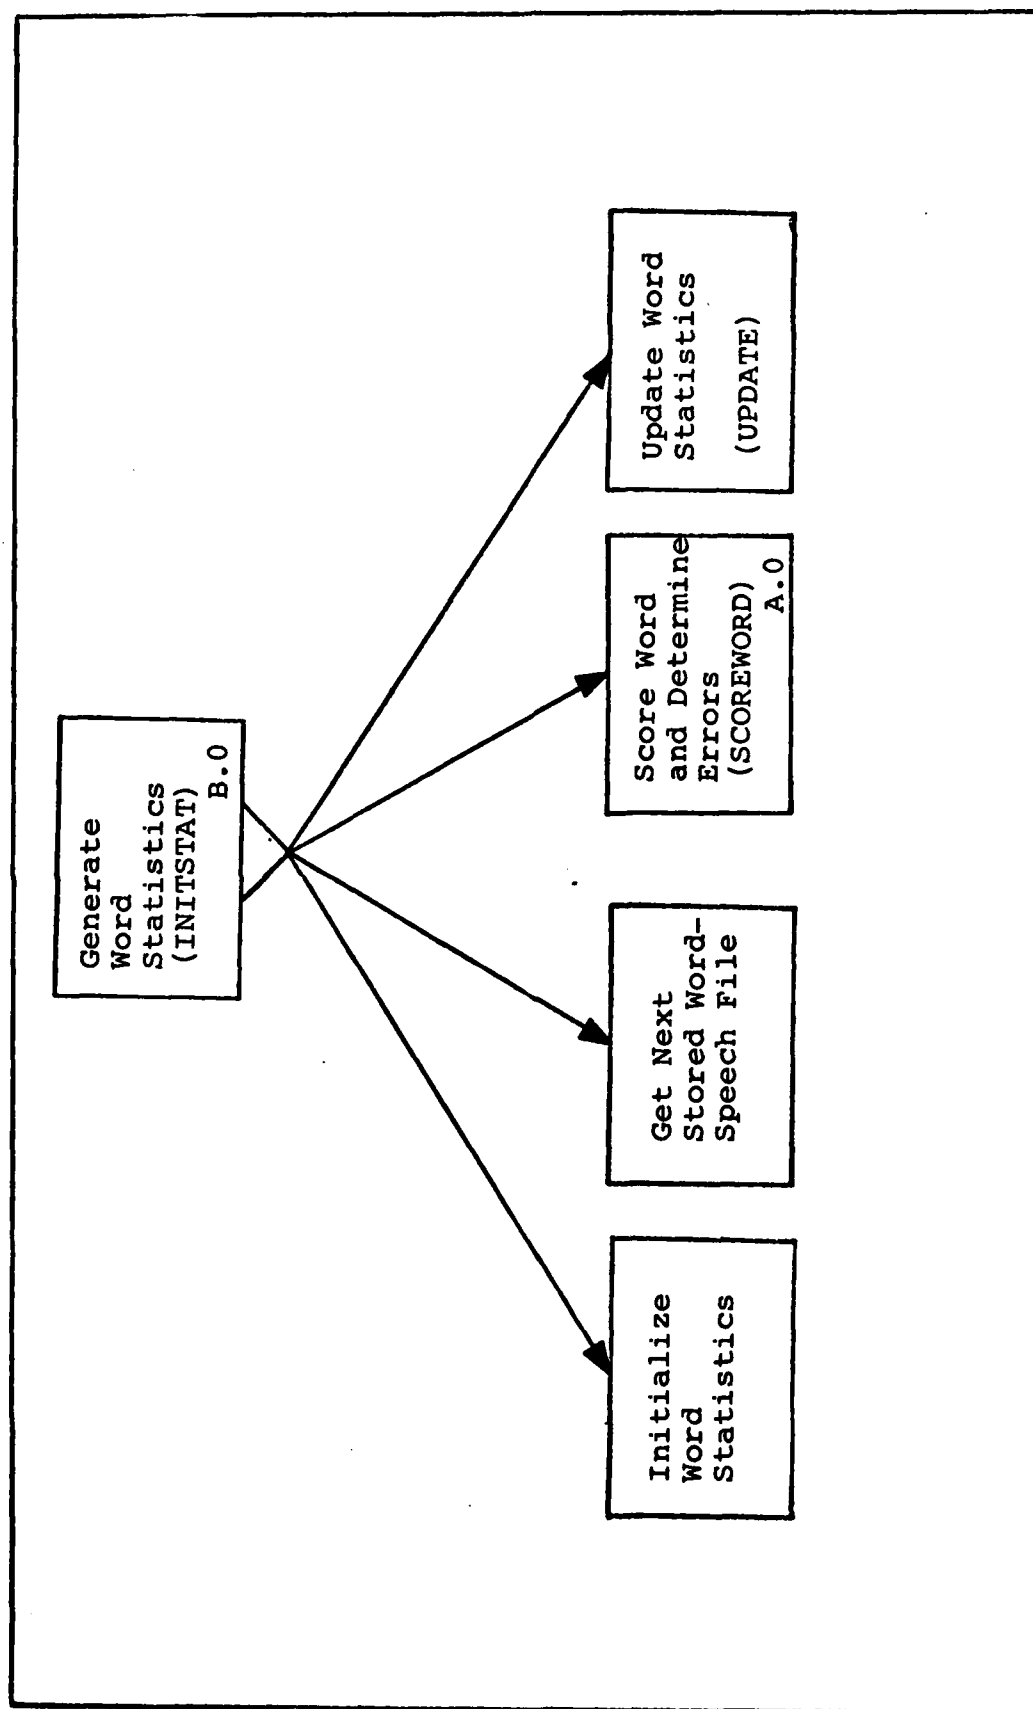 Generate
Word
Statistics
(INITSTAT)
B.0
Initialize
Word
Statistics
Get Next
Stored Word-
Speech File
Score Word
and Determine
Errors
(SCOREWORD)
A.0
Update Word
Statistics
(UPDATE)